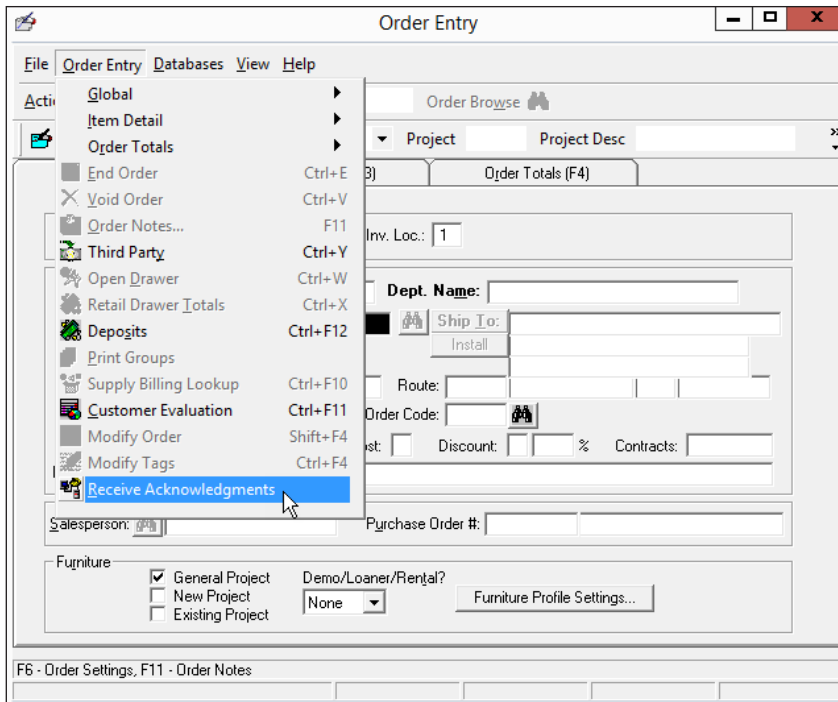 Order Entry
File Order Entry Databases View Help
Global
Order Browse
Item Detail
Order Totals
Project Project Desc
End Order Ctrl+E
3) Order Totals (F4)
Void Order Ctrl+V
Order Notes... F11
Inv. Loc.: 1
Third Party Ctrl+Y
Open Drawer Ctrl+W
Dept. Name:
Retail Drawer Totals Ctrl+X
Ship To:
Deposits Ctrl+F12
Install
Print Groups
Supply Billing Lookup Ctrl+F10
Route:
Customer Evaluation Ctrl+F11
Order Code:
Modify Order Shift+F4
Discount: % Contracts:
Modify Tags Ctrl+F4
Receive Acknowledgments
Salesperson: Purchase Order #:
Furniture
General Project Demo/Loaner/Rental?
New Project None Furniture Profile Settings...
Existing Project
F6 - Order Settings, F11 - Order Notes